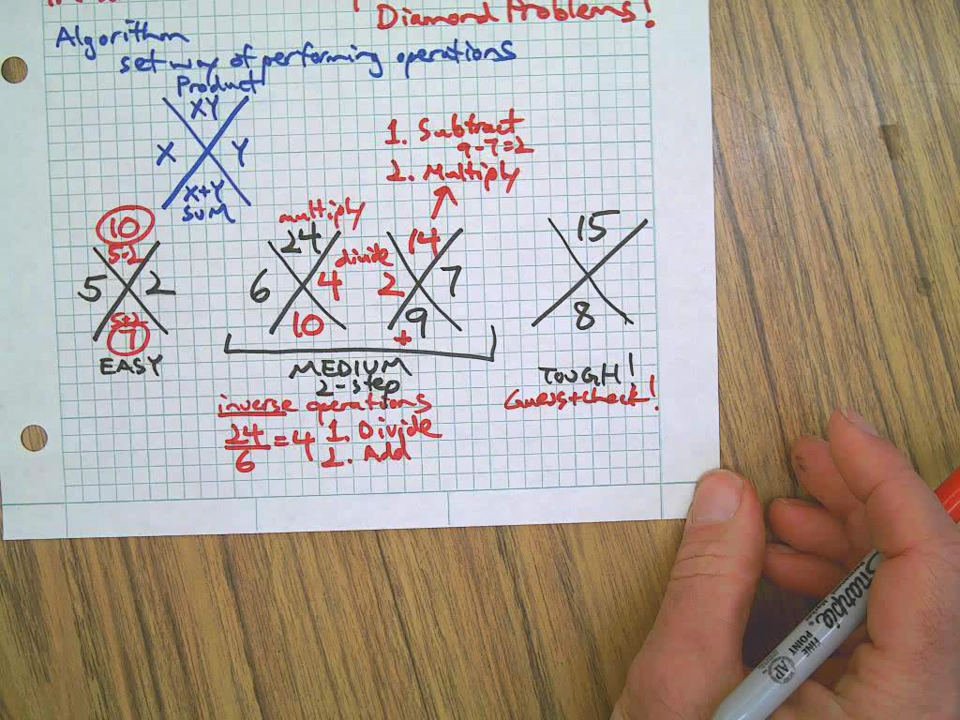 Diamond Problems!
Algorithm
set way of performing operations
Product
XY
X Y
X+Y
SUM
1. Subtract
9-7=2
2. Multiply
10
5·2
5 2
5+2
7
EASY
multiply
24
divide
6 4
10
14
2 7
9
+
MEDIUM
2-step
inverse operations
24/6 = 4
1. Divide
2. Add
15
8
TOUGH!
Guess+check!
Sharpie
FINE POINT
AP